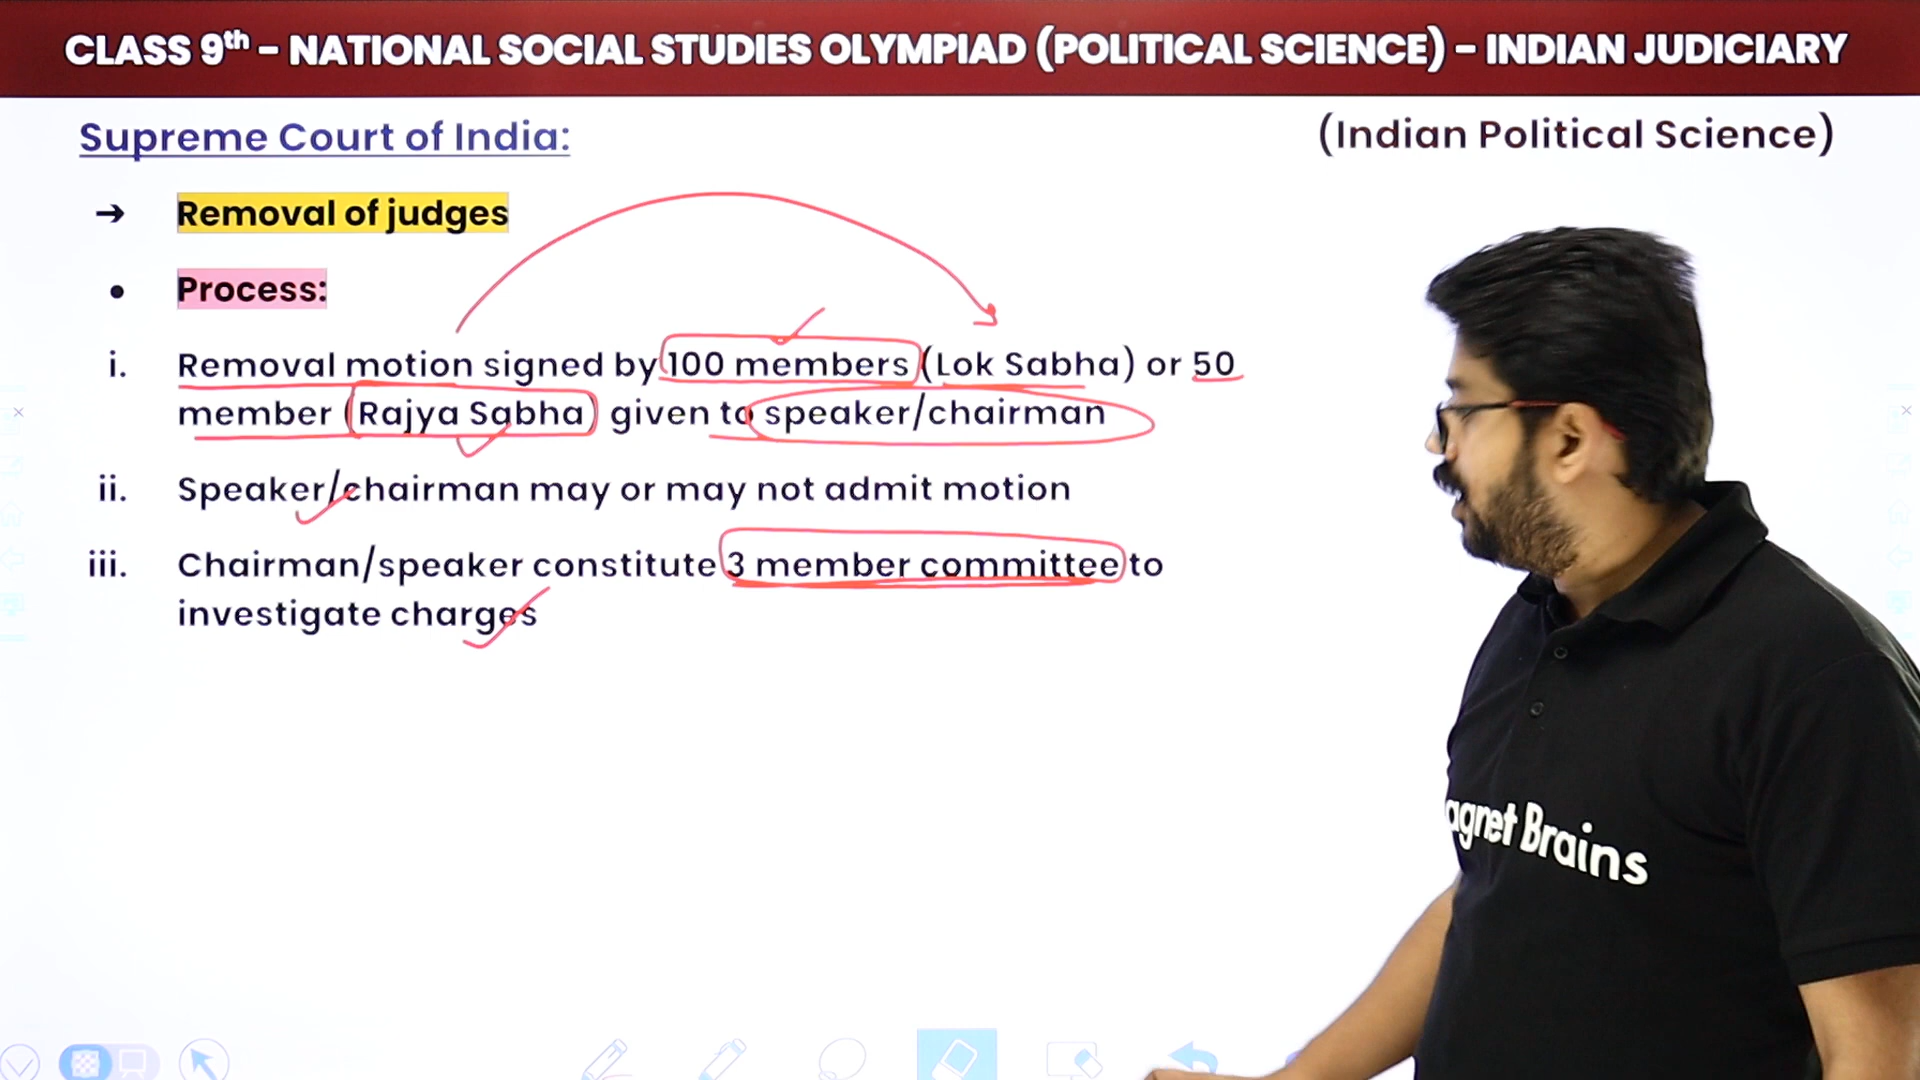 CLASS 9th – NATIONAL SOCIAL STUDIES OLYMPIAD (POLITICAL SCIENCE) – INDIAN JUDICIARY
Supreme Court of India:
(Indian Political Science)
➔ Removal of judges
• Process:
i. Removal motion signed by 100 members (Lok Sabha) or 50
member (Rajya Sabha) given to speaker/chairman
ii. Speaker/chairman may or may not admit motion
iii. Chairman/speaker constitute 3 member committee to
investigate charges
agnet Brains